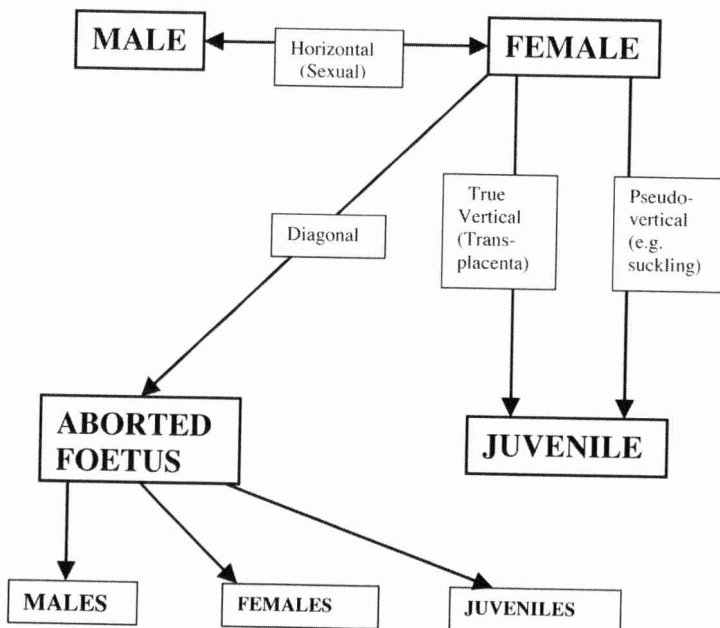 MALE
Horizontal
(Sexual)
FEMALE
Diagonal
True
Vertical
(Trans-
placenta)
Pseudo-
vertical
(e.g.
suckling)
ABORTED
FOETUS
JUVENILE
MALES
FEMALES
JUVENILES